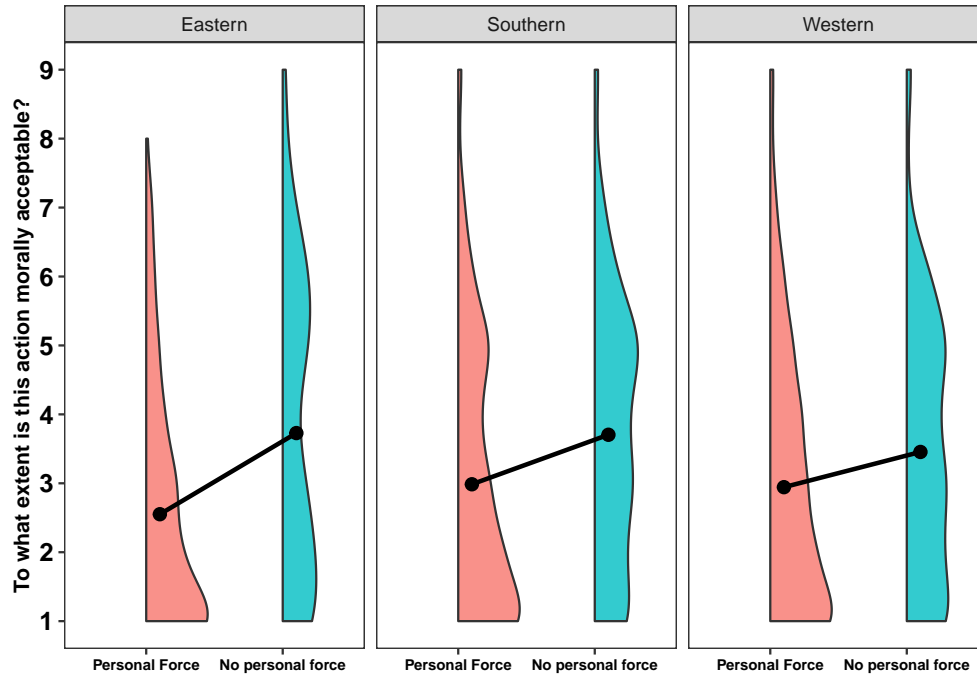 Eastern
Southern
Western
To what extent is this action morally acceptable?
9
8
7
6
5
4
3
2
1
Personal Force
No personal force
Personal Force
No personal force
Personal Force
No personal force